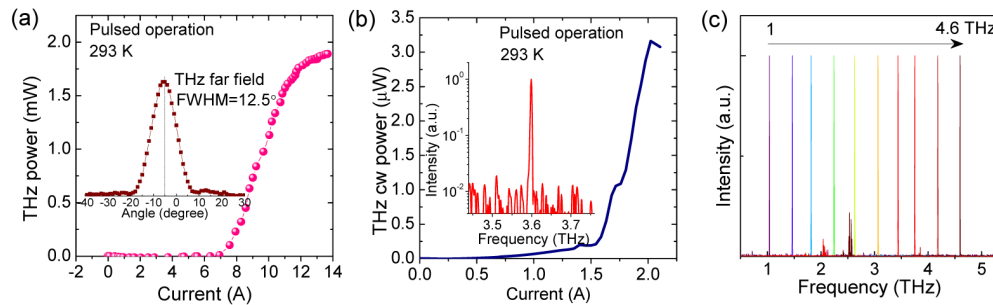 (a)
Pulsed operation
293 K
THz far field
FWHM=12.5°
-40 -30 -20 -10 0 10 20 30
Angle (degree)
THz power (mW)
2.0
1.5
1.0
0.5
0.0
-2 0 2 4 6 8 10 12 14
Current (A)
(b)
Pulsed operation
293 K
THz cw power (μW)
3.5
3.0
2.5
2.0
1.5
1.0
0.5
0.0
Intensity (a.u.)
10^0
10^-1
10^-2
3.5 3.6 3.7
Frequency (THz)
0.0 0.5 1.0 1.5 2.0
Current (A)
(c)
1 4.6 THz
Intensity (a.u.)
1 2 3 4 5
Frequency (THz)